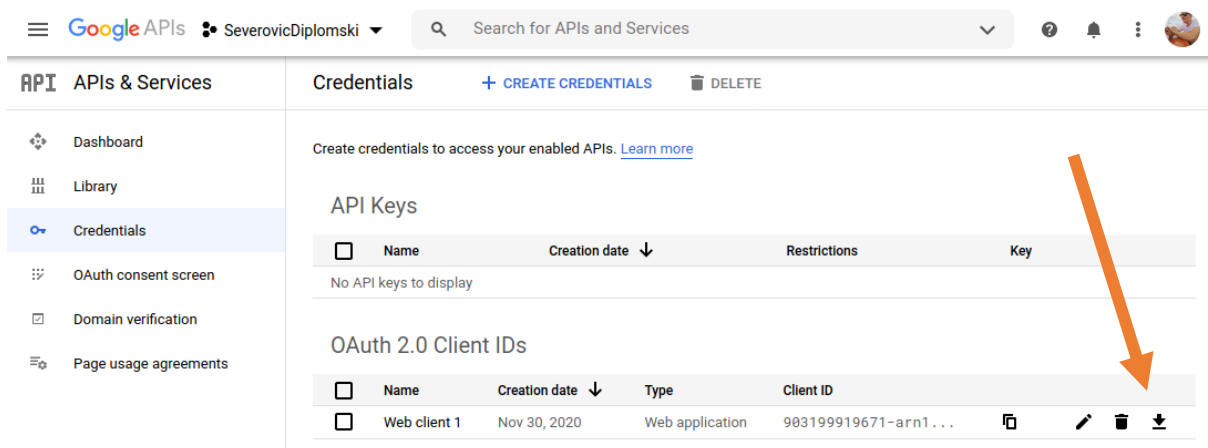 Google APIs SeverovicDiplomski Search for APIs and Services
API APIs & Services Credentials CREATE CREDENTIALS DELETE
Dashboard
Library
Credentials
OAuth consent screen
Domain verification
Page usage agreements
Create credentials to access your enabled APIs. Learn more
API Keys
Name Creation date Restrictions Key
No API keys to display
OAuth 2.0 Client IDs
Name Creation date Type Client ID
Web client 1 Nov 30, 2020 Web application 903199919671-arn1...